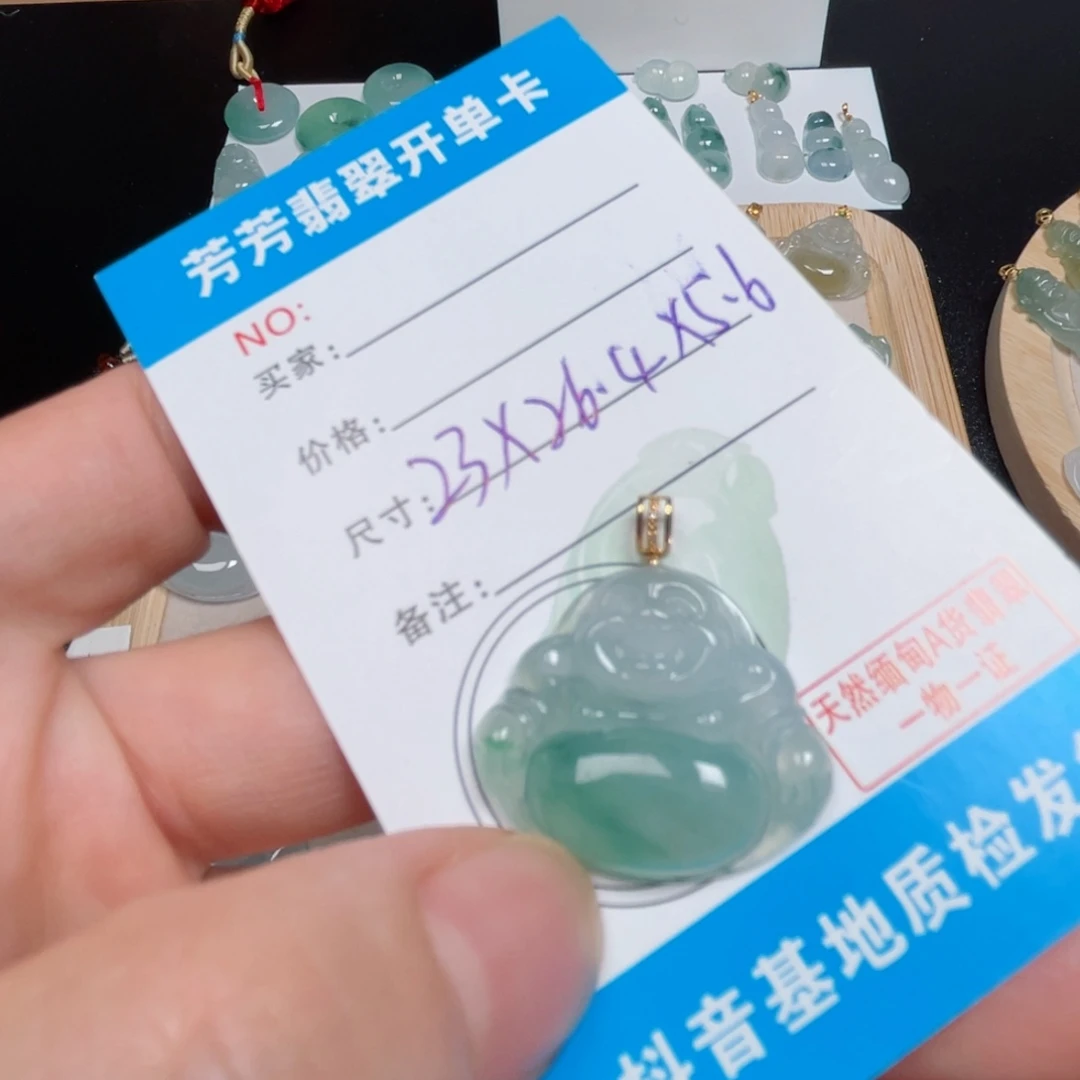 芳芳翡翠开单卡
NO:
买家:
价格:
尺寸: 23X26.4X5.9
备注:
天然缅甸A货翡翠
一物一证
抖音基地质检发